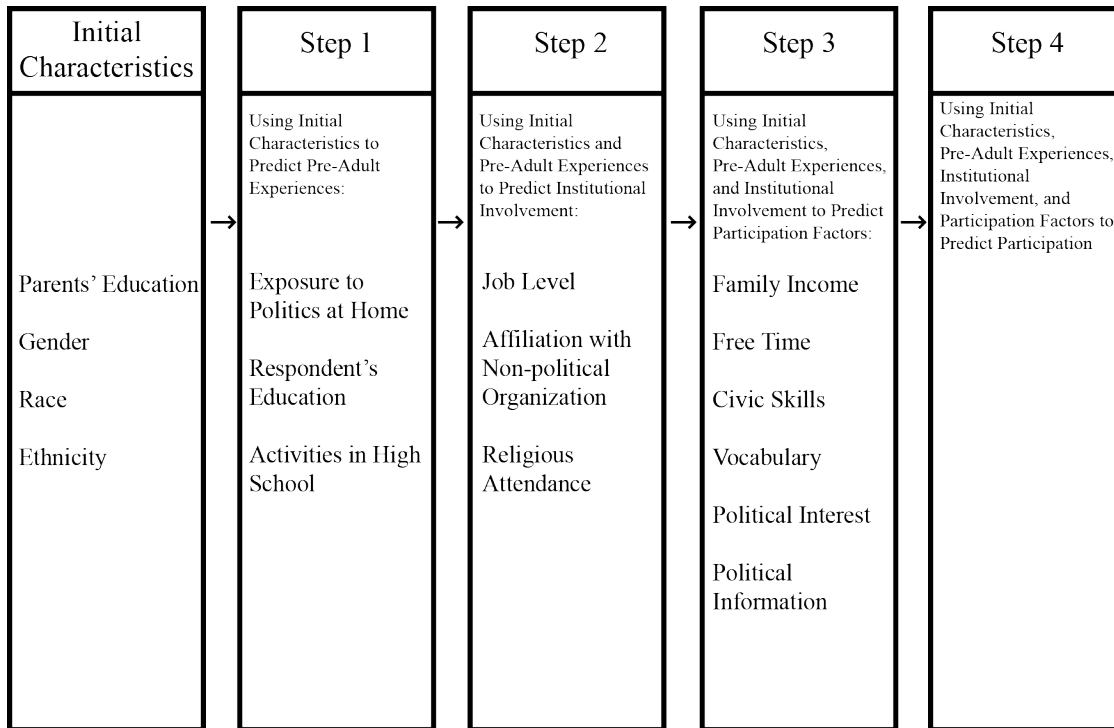 Initial
Characteristics
Parents’ Education
Gender
Race
Ethnicity
Step 1
Using Initial
Characteristics to
Predict Pre-Adult
Experiences:
Exposure to
Politics at Home
Respondent’s
Education
Activities in High
School
Step 2
Using Initial
Characteristics and
Pre-Adult Experiences
to Predict Institutional
Involvement:
Job Level
Affiliation with
Non-political
Organization
Religious
Attendance
Step 3
Using Initial
Characteristics,
Pre-Adult Experiences,
and Institutional
Involvement to Predict
Participation Factors:
Family Income
Free Time
Civic Skills
Vocabulary
Political Interest
Political
Information
Step 4
Using Initial
Characteristics,
Pre-Adult Experiences,
Institutional
Involvement, and
Participation Factors to
Predict Participation